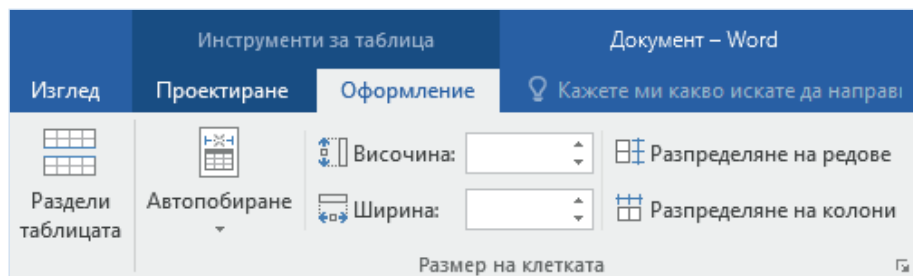 Инструменти за таблица
Документ – Word
Изглед
Проектиране
Оформление
Кажете ми какво искате да направи
Раздели
таблицата
Автопобиране
Височина:
Ширина:
Разпределяне на редове
Разпределяне на колони
Размер на клетката